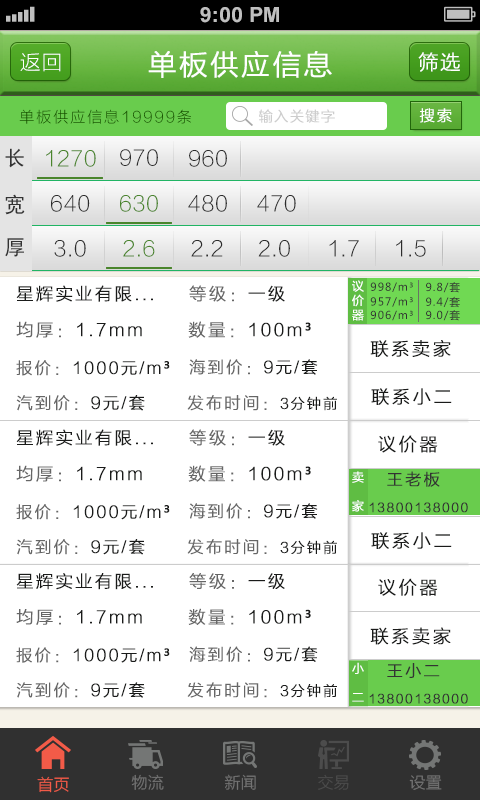 9:00 PM
返回 单板供应信息 筛选
单板供应信息19999条 输入关键字 搜索
长 1270 970 960
宽 640 630 480 470
厚 3.0 2.6 2.2 2.0 1.7 1.5
星辉实业有限... 等级：一级
均厚：1.7mm 数量：100m³
报价：1000元/m³ 海到价：9元/套
汽到价：9元/套 发布时间：3分钟前
议价器
998/m³ 9.8/套
957/m³ 9.4/套
906/m³ 9.0/套
联系卖家
联系小二
星辉实业有限... 等级：一级
均厚：1.7mm 数量：100m³
报价：1000元/m³ 海到价：9元/套
汽到价：9元/套 发布时间：3分钟前
议价器
卖家 王老板
13800138000
联系小二
星辉实业有限... 等级：一级
均厚：1.7mm 数量：100m³
报价：1000元/m³ 海到价：9元/套
汽到价：9元/套 发布时间：3分钟前
议价器
联系卖家
小二 王小二
13800138000
首页 物流 新闻 交易 设置